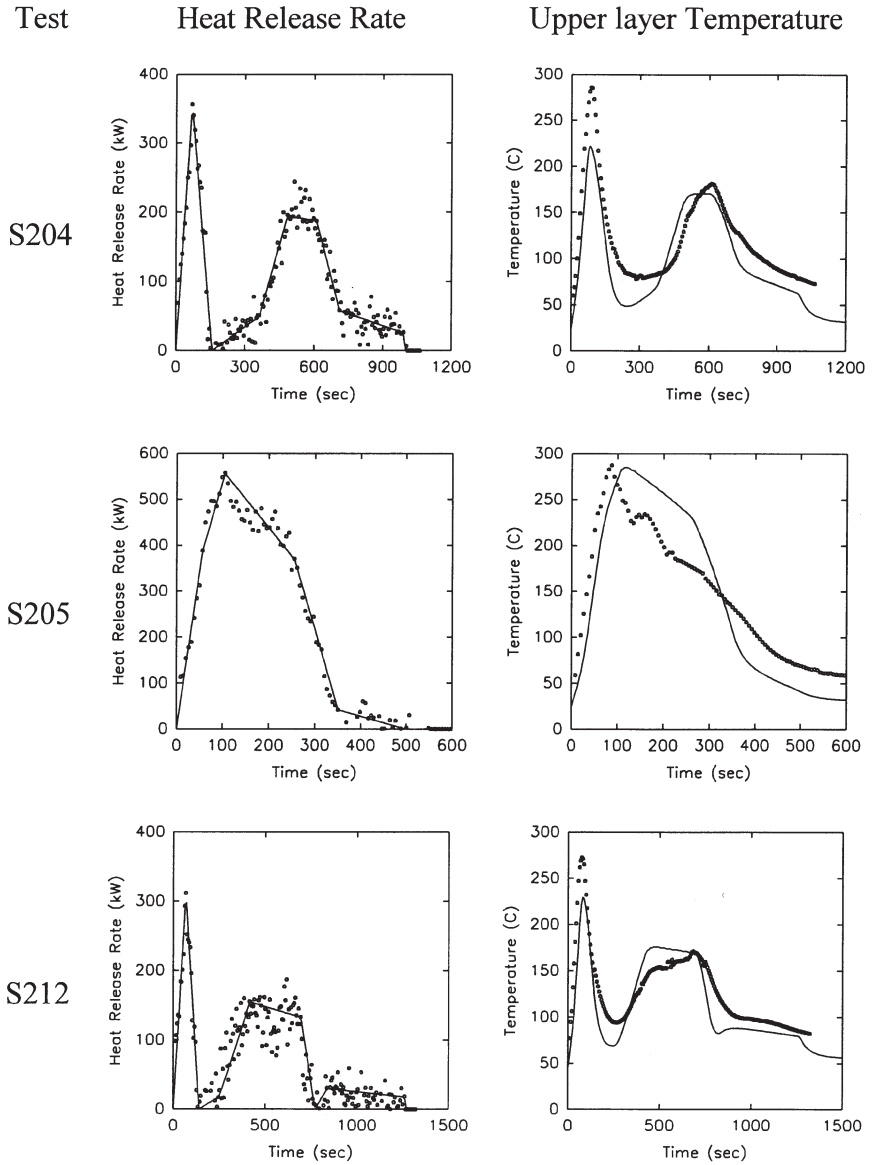 Test Heat Release Rate Upper layer Temperature
S204
Heat Release Rate (kW)
400
300
200
100
0
0 300 600 900 1200
Time (sec)
Temperature (C)
300
250
200
150
100
50
0
0 300 600 900 1200
Time (sec)
S205
Heat Release Rate (kW)
600
500
400
300
200
100
0
0 100 200 300 400 500 600
Time (sec)
Temperature (C)
300
250
200
150
100
50
0
0 100 200 300 400 500 600
Time (sec)
S212
Heat Release Rate (kW)
400
300
200
100
0
0 500 1000 1500
Time (sec)
Temperature (C)
300
250
200
150
100
50
0
0 500 1000 1500
Time (sec)